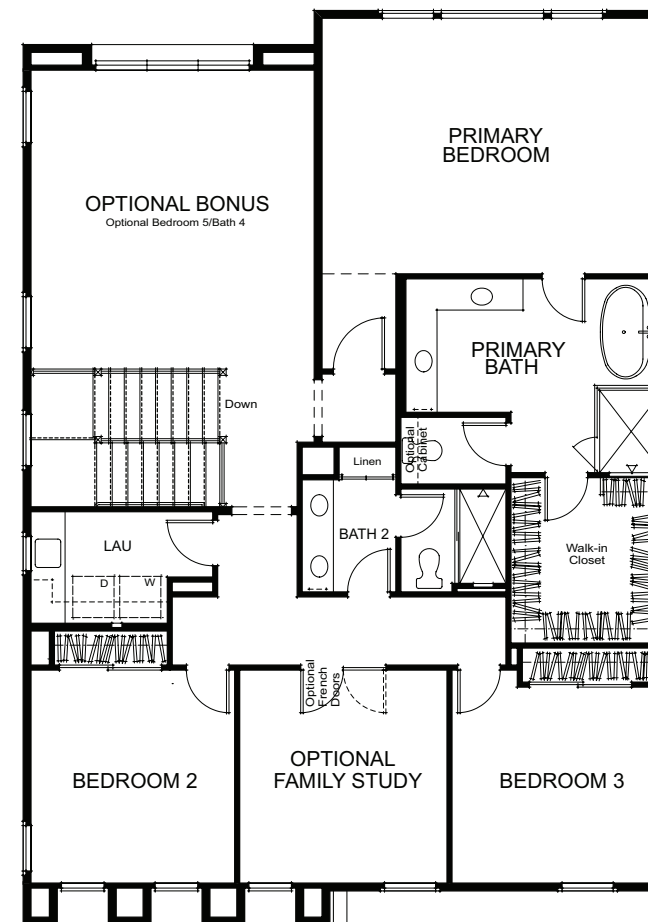 PRIMARY
BEDROOM
OPTIONAL BONUS
Optional Bedroom 5/Bath 4
PRIMARY
BATH
Down
Optional
Cabinet
Linen
BATH 2
LAU
D
W
Walk-in
Closet
Optional
French
Doors
BEDROOM 2
OPTIONAL
FAMILY STUDY
BEDROOM 3